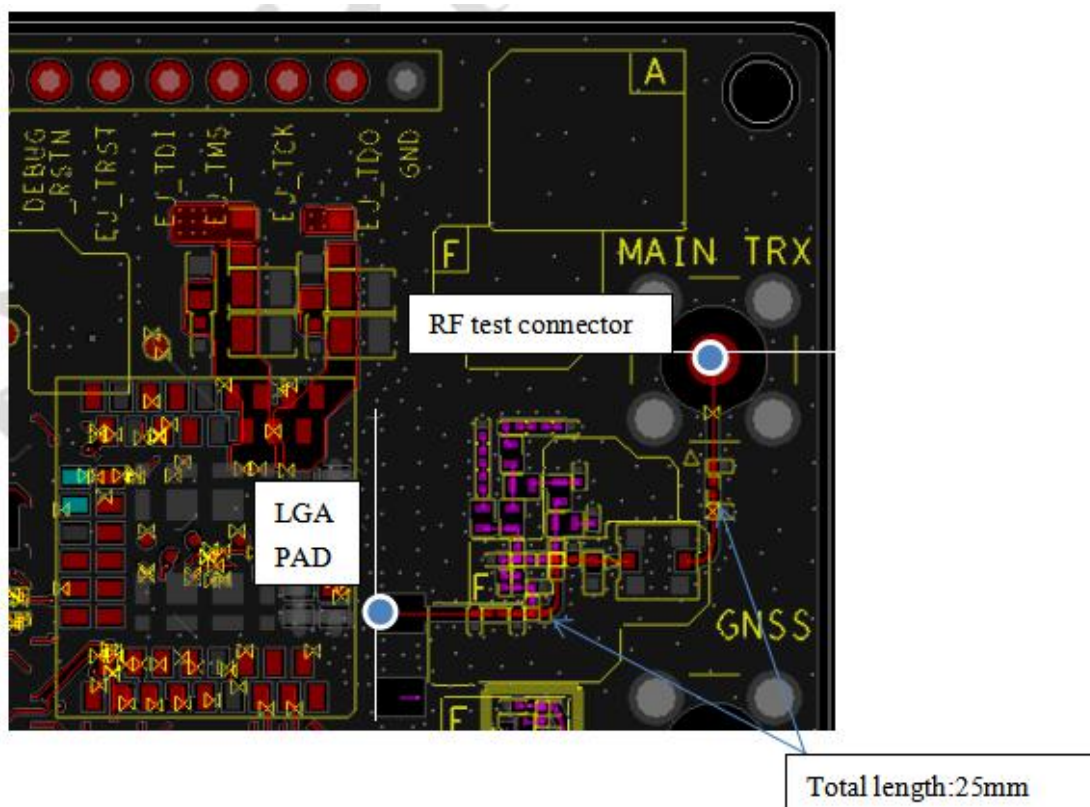 A
DEBUG
_RSTN
EJ_TRST
EJ_TDI
EJ_TMS
EJ_TCK
EJ_TDO
GND
F
MAIN TRX
RF test connector
LGA
PAD
F
GNSS
F
Total length:25mm